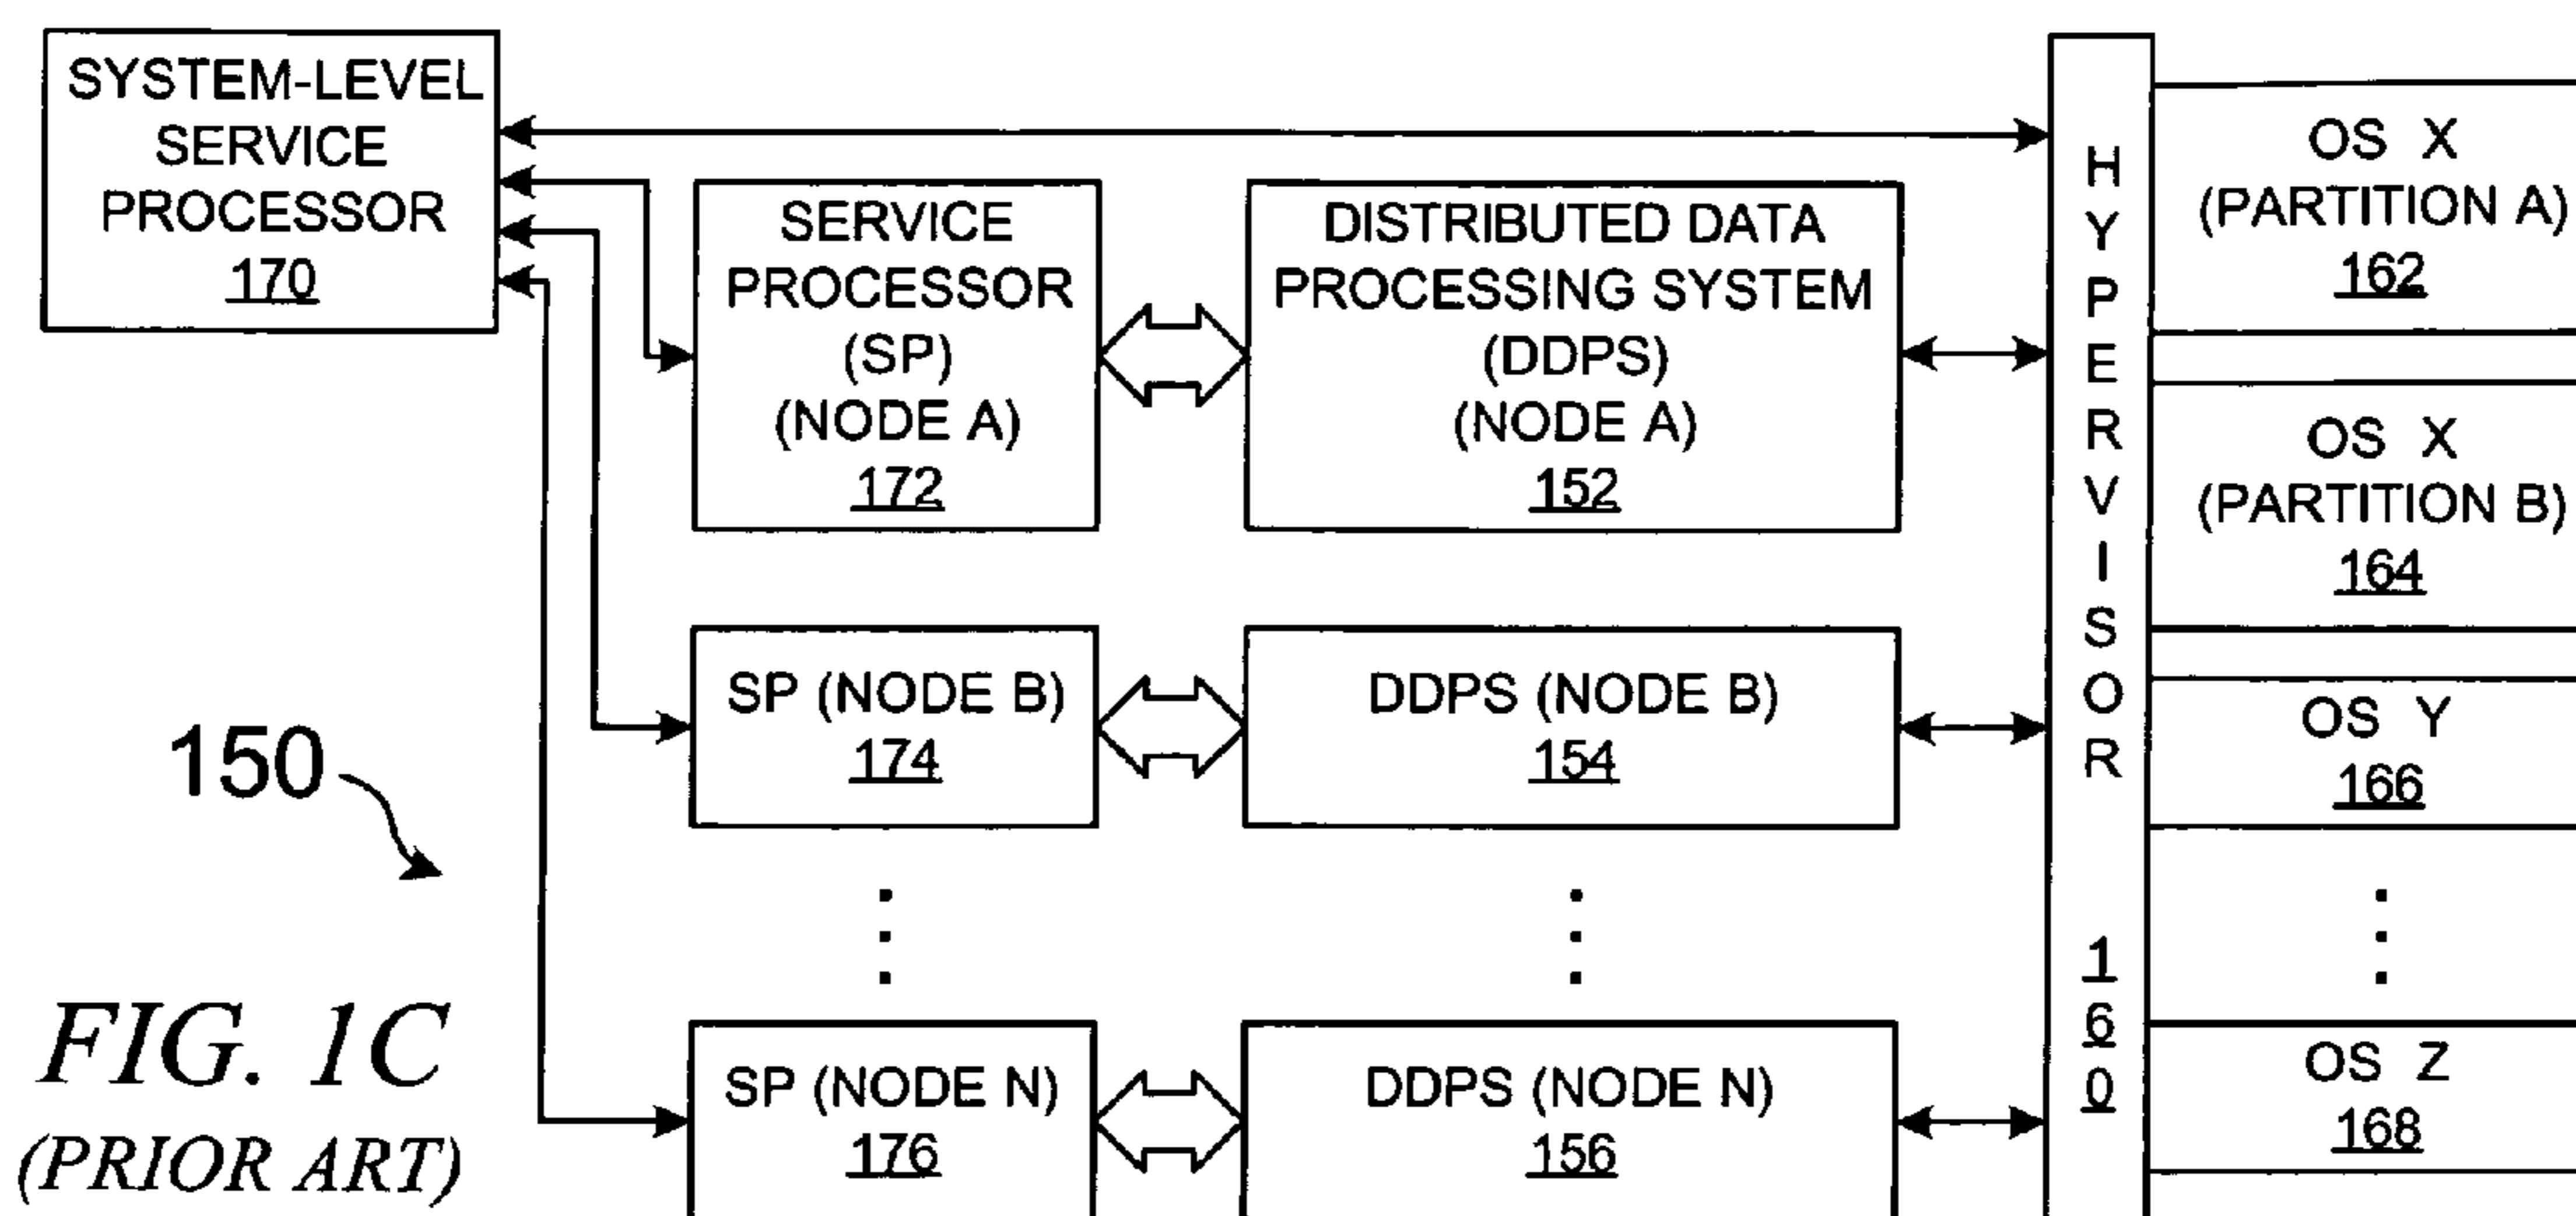 SYSTEM-LEVEL
SERVICE
PROCESSOR
170
SERVICE
PROCESSOR
(SP)
(NODE A)
172
DISTRIBUTED DATA
PROCESSING SYSTEM
(DDPS)
(NODE A)
152
HYPERVISOR 160
OS X
(PARTITION A)
162
OS X
(PARTITION B)
164
SP (NODE B)
174
DDPS (NODE B)
154
OS Y
166
150
SP (NODE N)
176
DDPS (NODE N)
156
OS Z
168
FIG. 1C
(PRIOR ART)